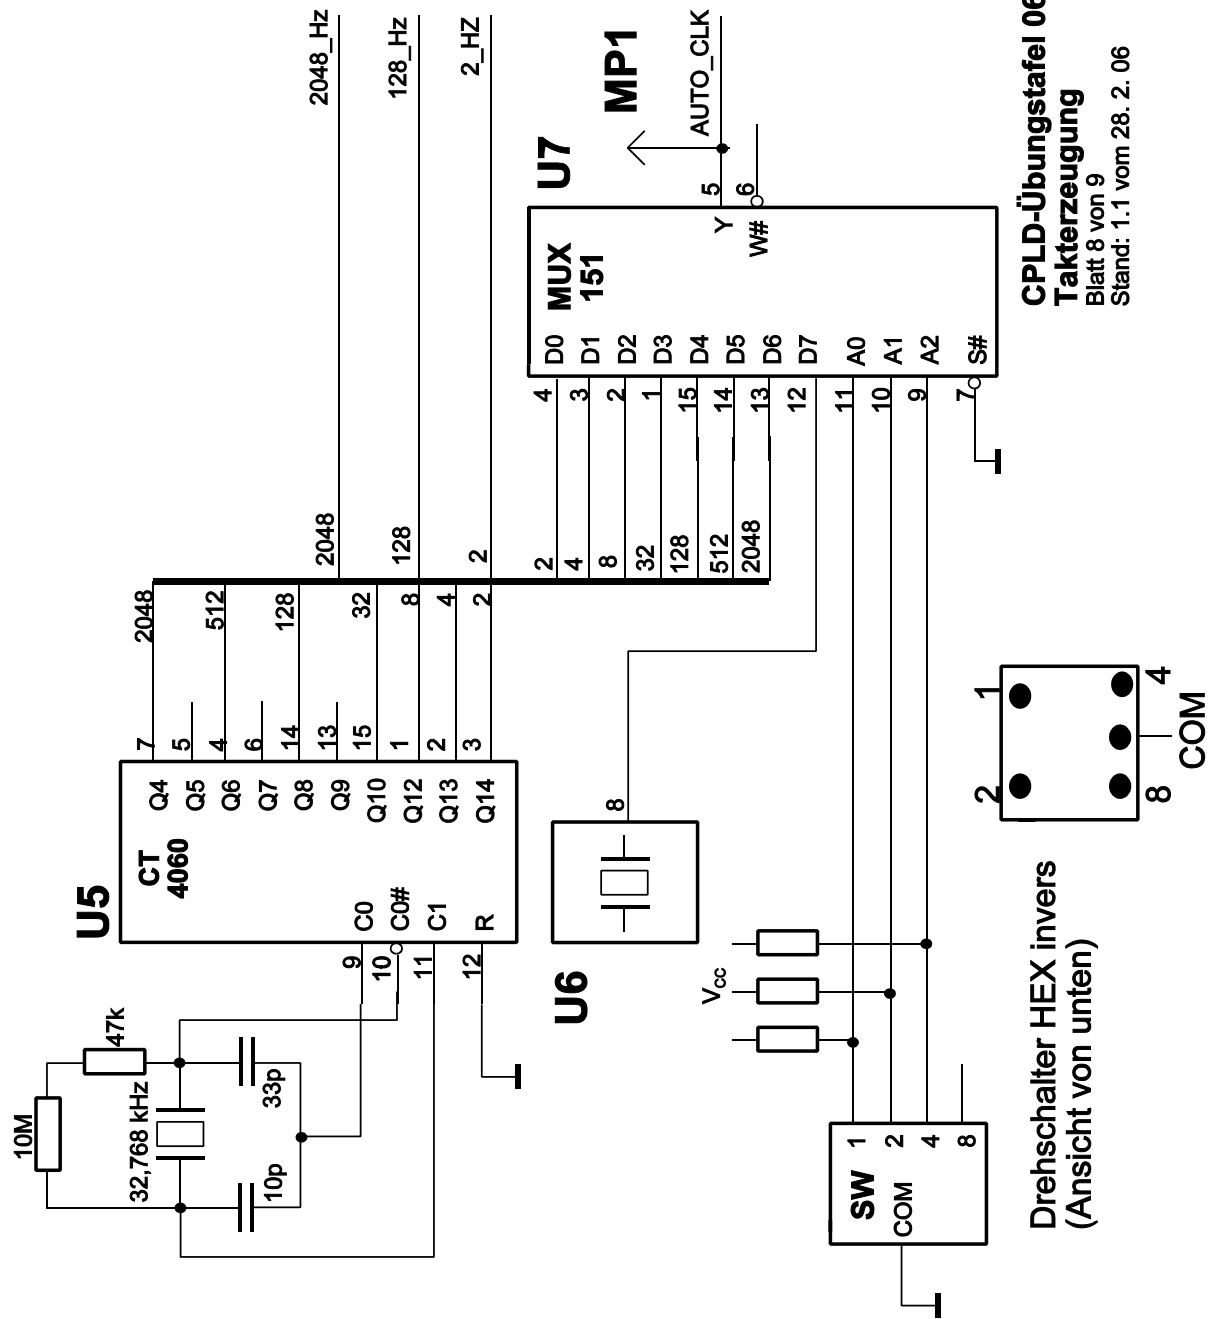 U5
CT
4060
Q4
Q5
Q6
Q7
Q8
Q9
Q10
Q12
Q13
Q14
C0
C0#
C1
R
7
5
4
6
14
13
15
1
2
3
9
10
11
12
10M
47k
32,768 kHz
10p
33p
2048
512
128
32
8
4
2
2048
128
2
2048_Hz
128_Hz
2_HZ
2
4
8
32
128
512
2048
U6
8
U7
MUX
151
D0
D1
D2
D3
D4
D5
D6
D7
A0
A1
A2
S#
Y
W#
4
3
2
1
15
14
13
12
11
10
9
7
5
6
MP1
AUTO_CLK
VCC
SW
COM
1
2
4
8
Drehschalter HEX invers
(Ansicht von unten)
2
1
8
4
COM
CPLD-Übungstafel 06
Takterzeugung
Blatt 8 von 9
Stand: 1.1 vom 28. 2. 06